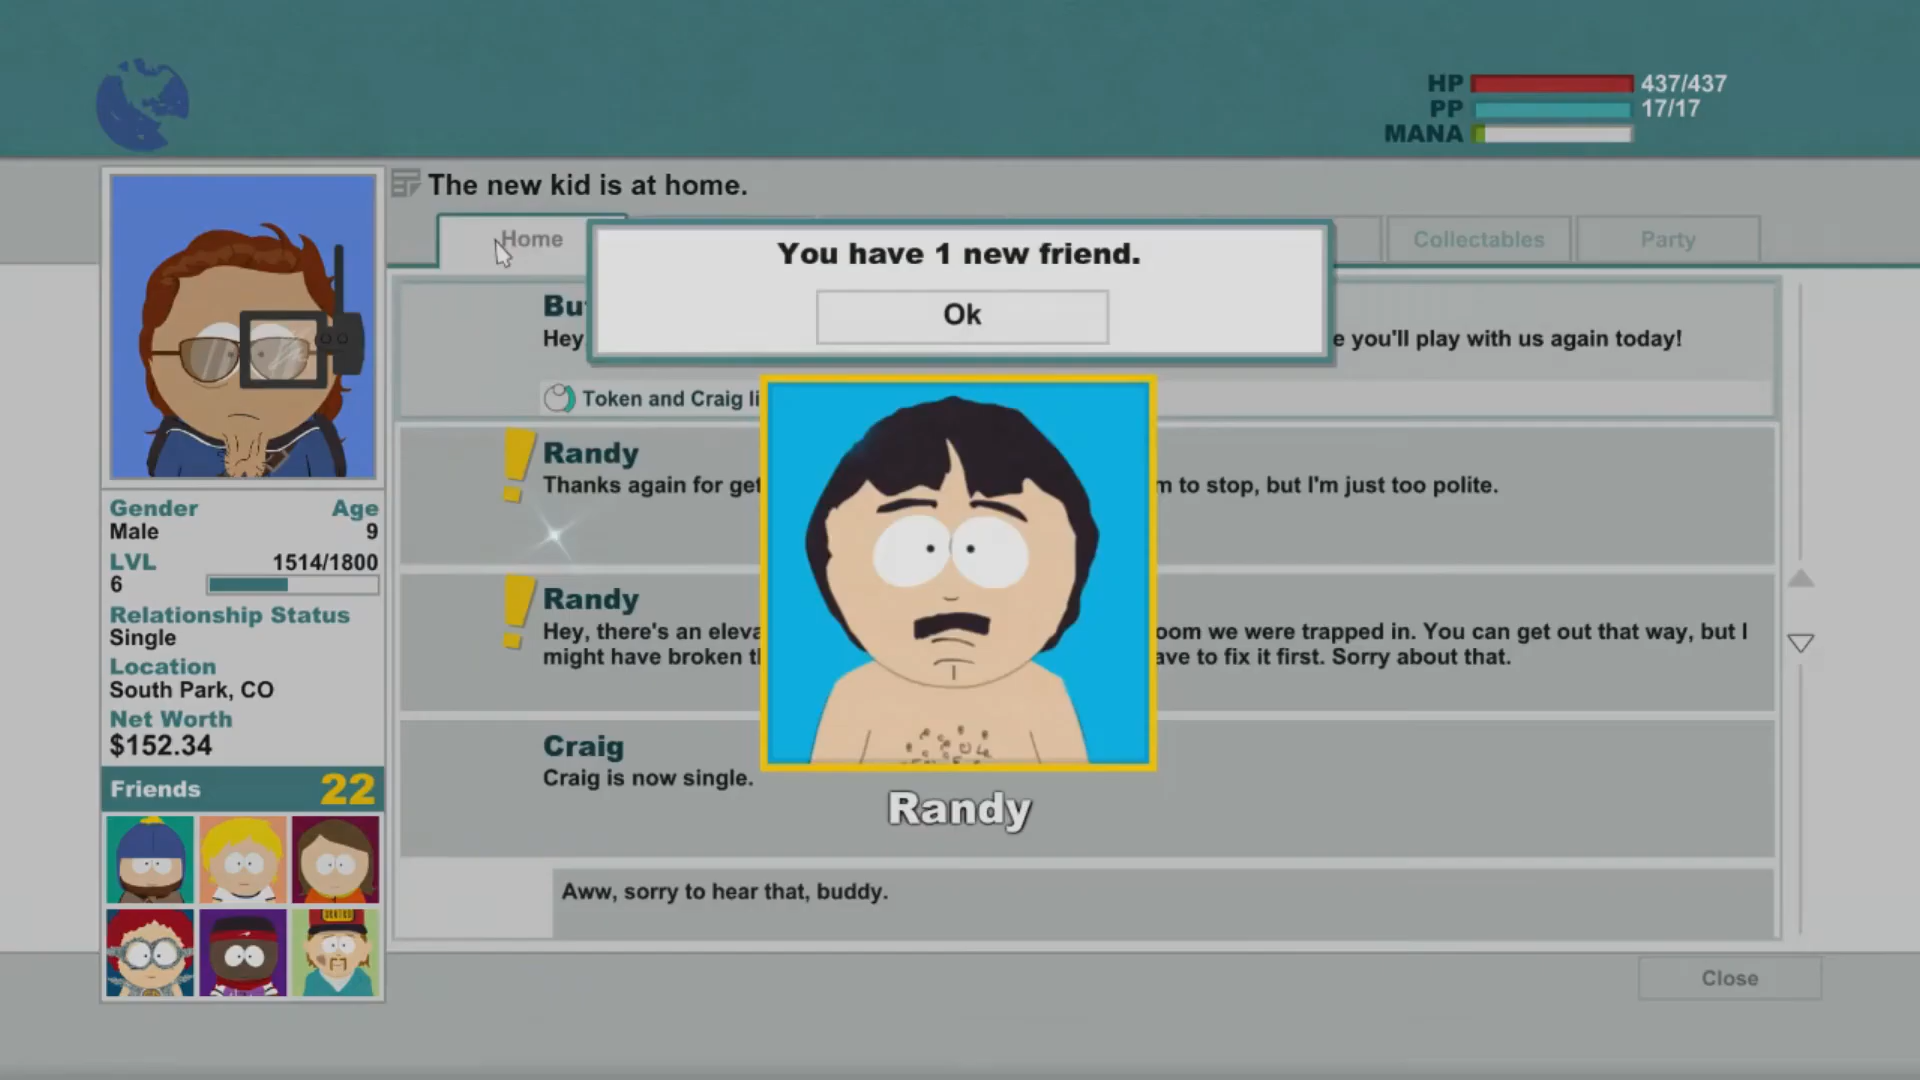 HP 437/437
PP 17/17
MANA
The new kid is at home.
Home
Collectables
Party
You have 1 new friend.
Ok
Hey
e you'll play with us again today!
Token and Craig li
Randy
Thanks again for get
m to stop, but I'm just too polite.
Randy
Hey, there's an eleva
oom we were trapped in. You can get out that way, but I
might have broken t
ave to fix it first. Sorry about that.
Craig
Craig is now single.
Randy
Aww, sorry to hear that, buddy.
Gender Age
Male 9
LVL 1514/1800
6
Relationship Status
Single
Location
South Park, CO
Net Worth
$152.34
Friends 22
Close